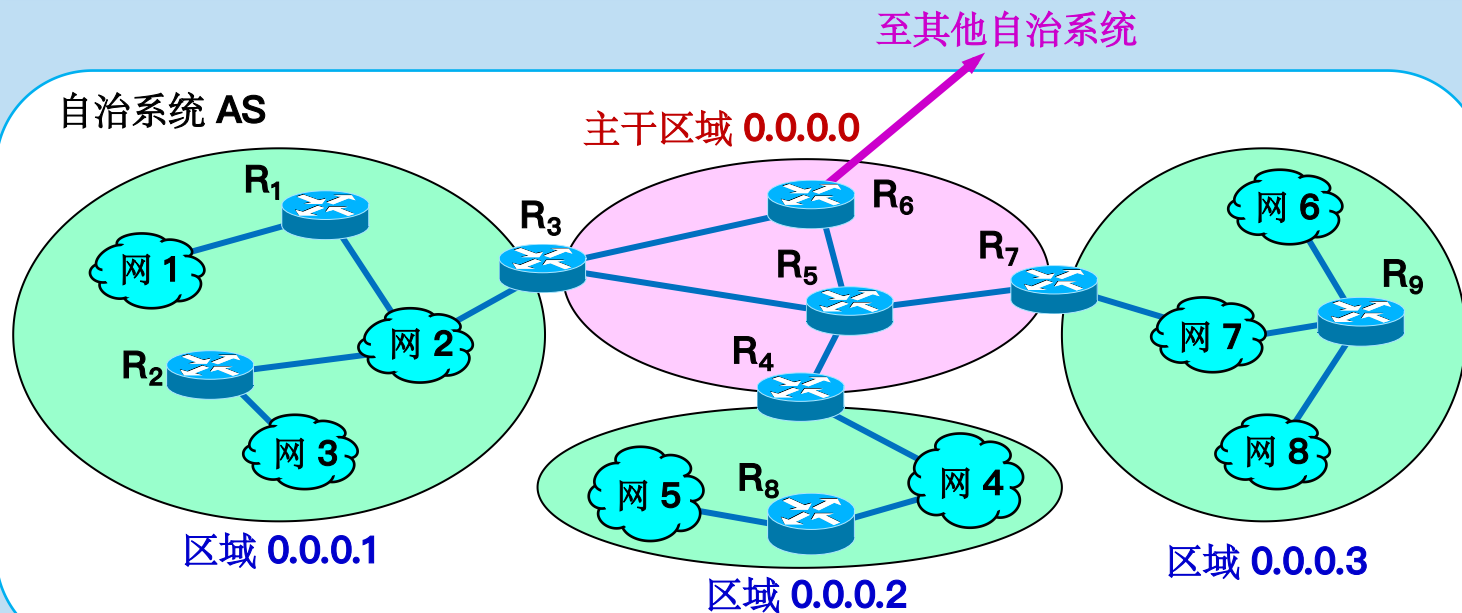 至其他自治系统
自治系统 AS
主干区域 0.0.0.0
R1
R3
R6
网 6
网 1
R5
R7
R9
网 2
网 7
R2
R4
网 3
网 8
网 5
R8
网 4
区域 0.0.0.1
区域 0.0.0.2
区域 0.0.0.3